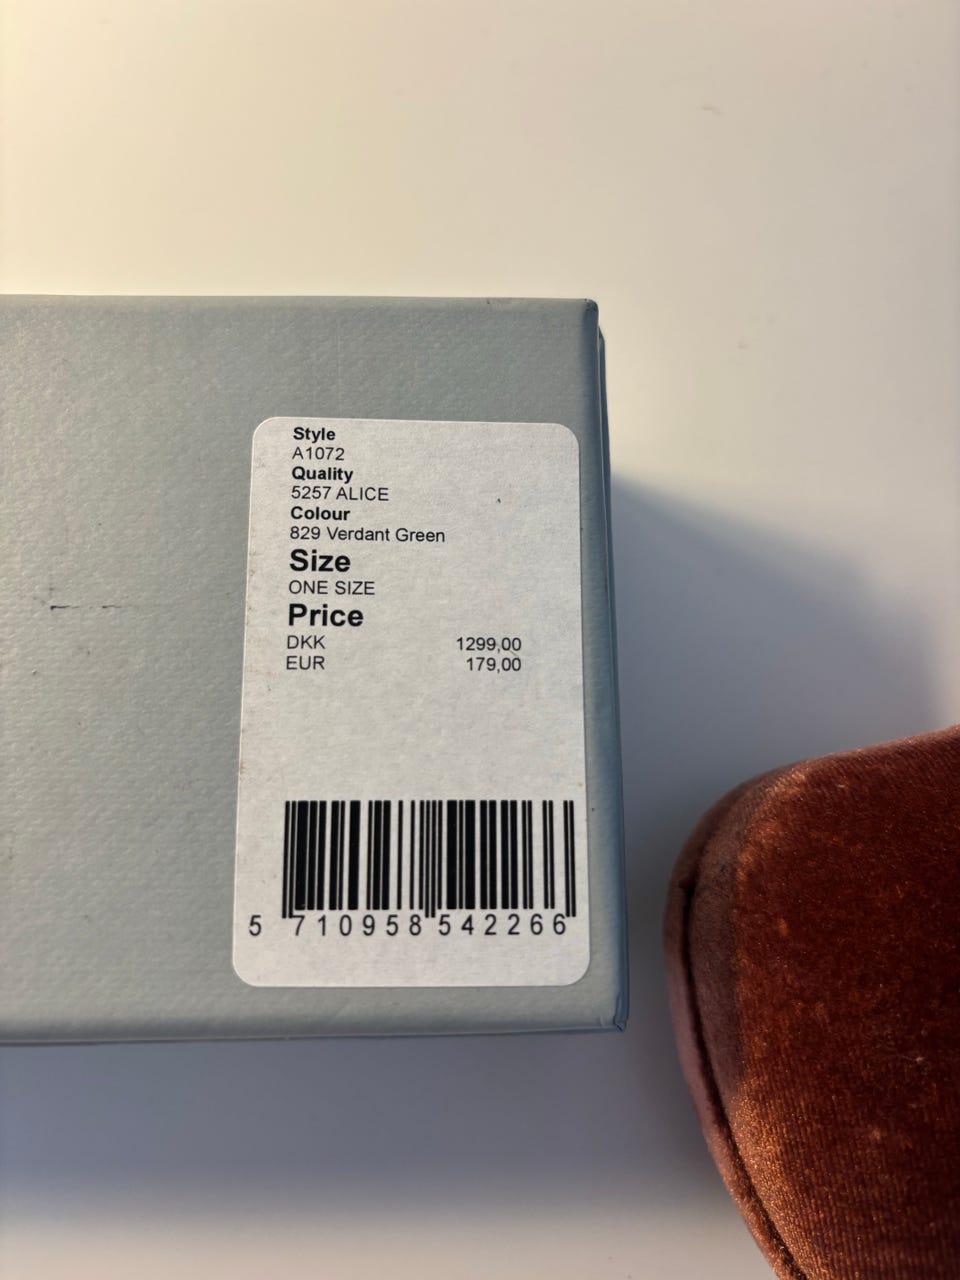 Style
A1072
Quality
5257 ALICE
Colour
829 Verdant Green
Size
ONE SIZE
Price
DKK 1299,00
EUR 179,00
5 710958 542266